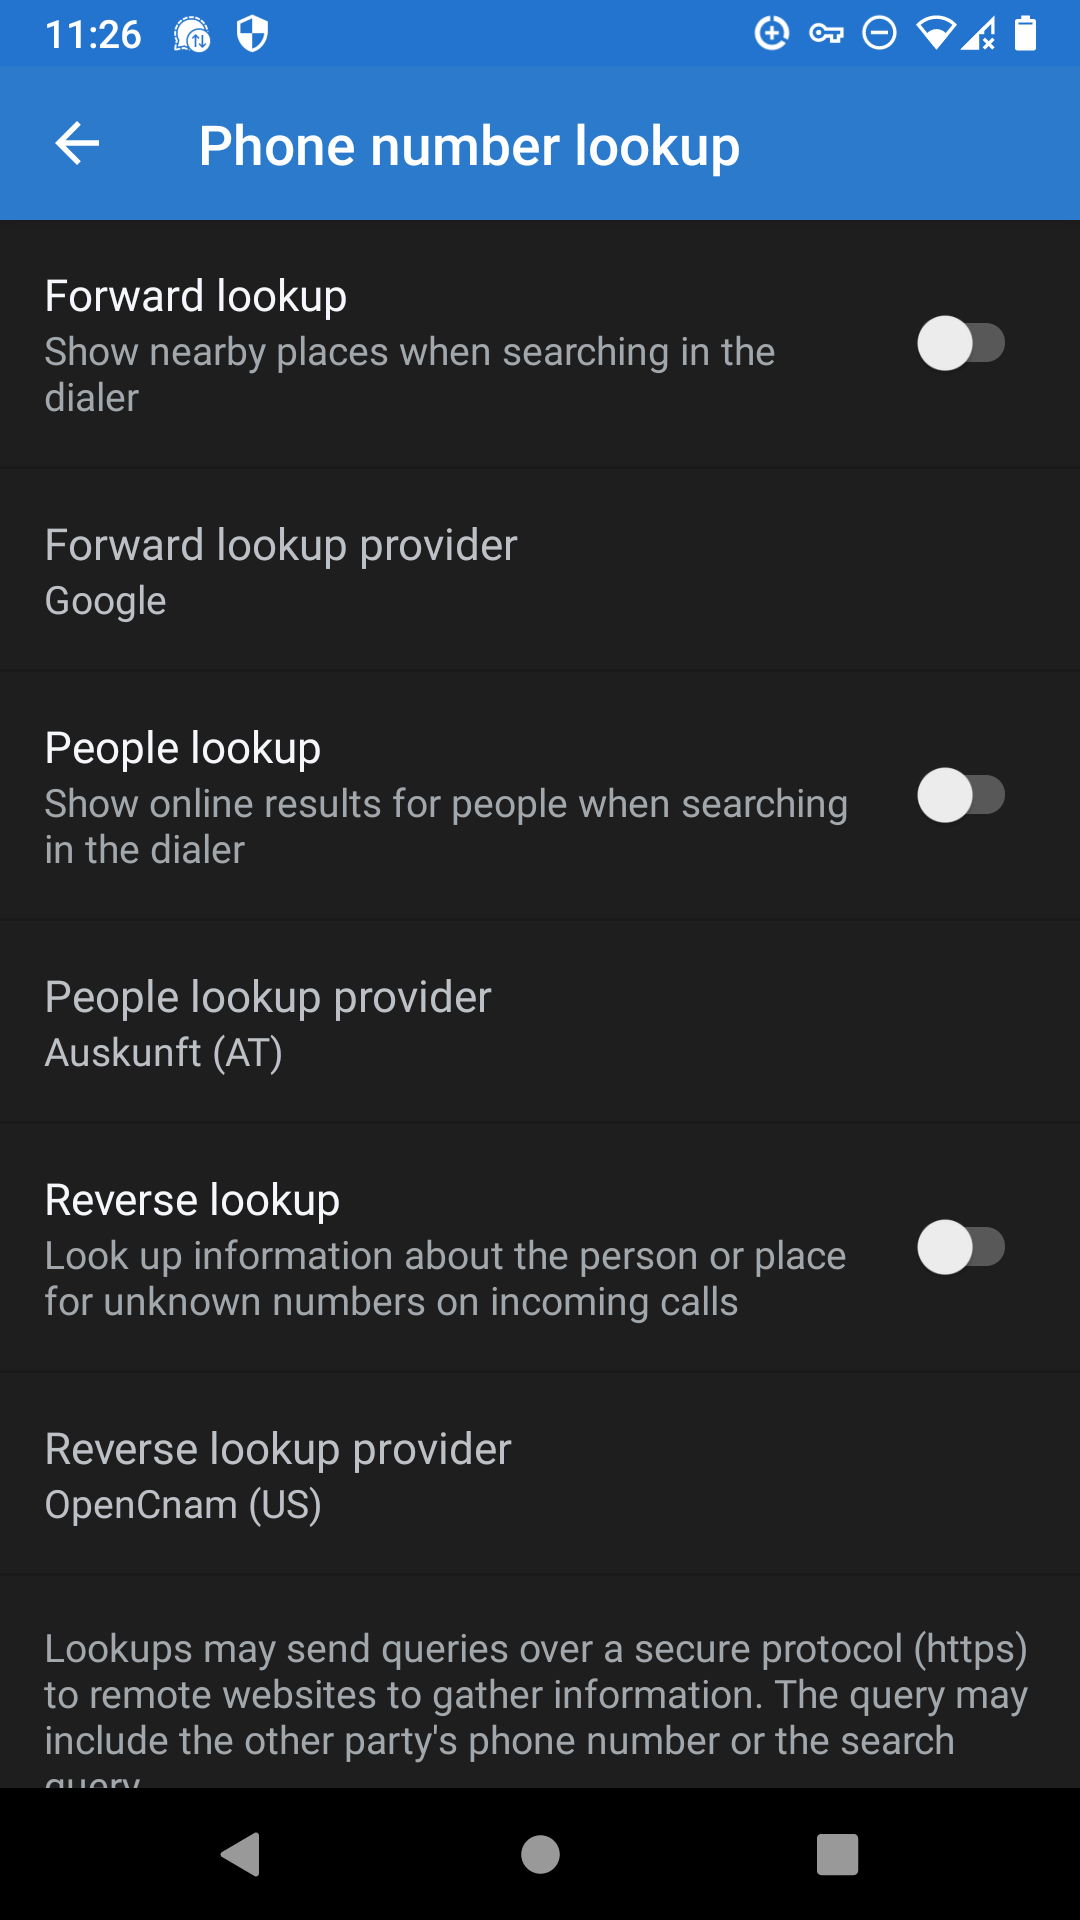 11:26
Phone number lookup
Forward lookup
Show nearby places when searching in the
dialer
Forward lookup provider
Google
People lookup
Show online results for people when searching
in the dialer
People lookup provider
Auskunft (AT)
Reverse lookup
Look up information about the person or place
for unknown numbers on incoming calls
Reverse lookup provider
OpenCnam (US)
Lookups may send queries over a secure protocol (https)
to remote websites to gather information. The query may
include the other party's phone number or the search
query.